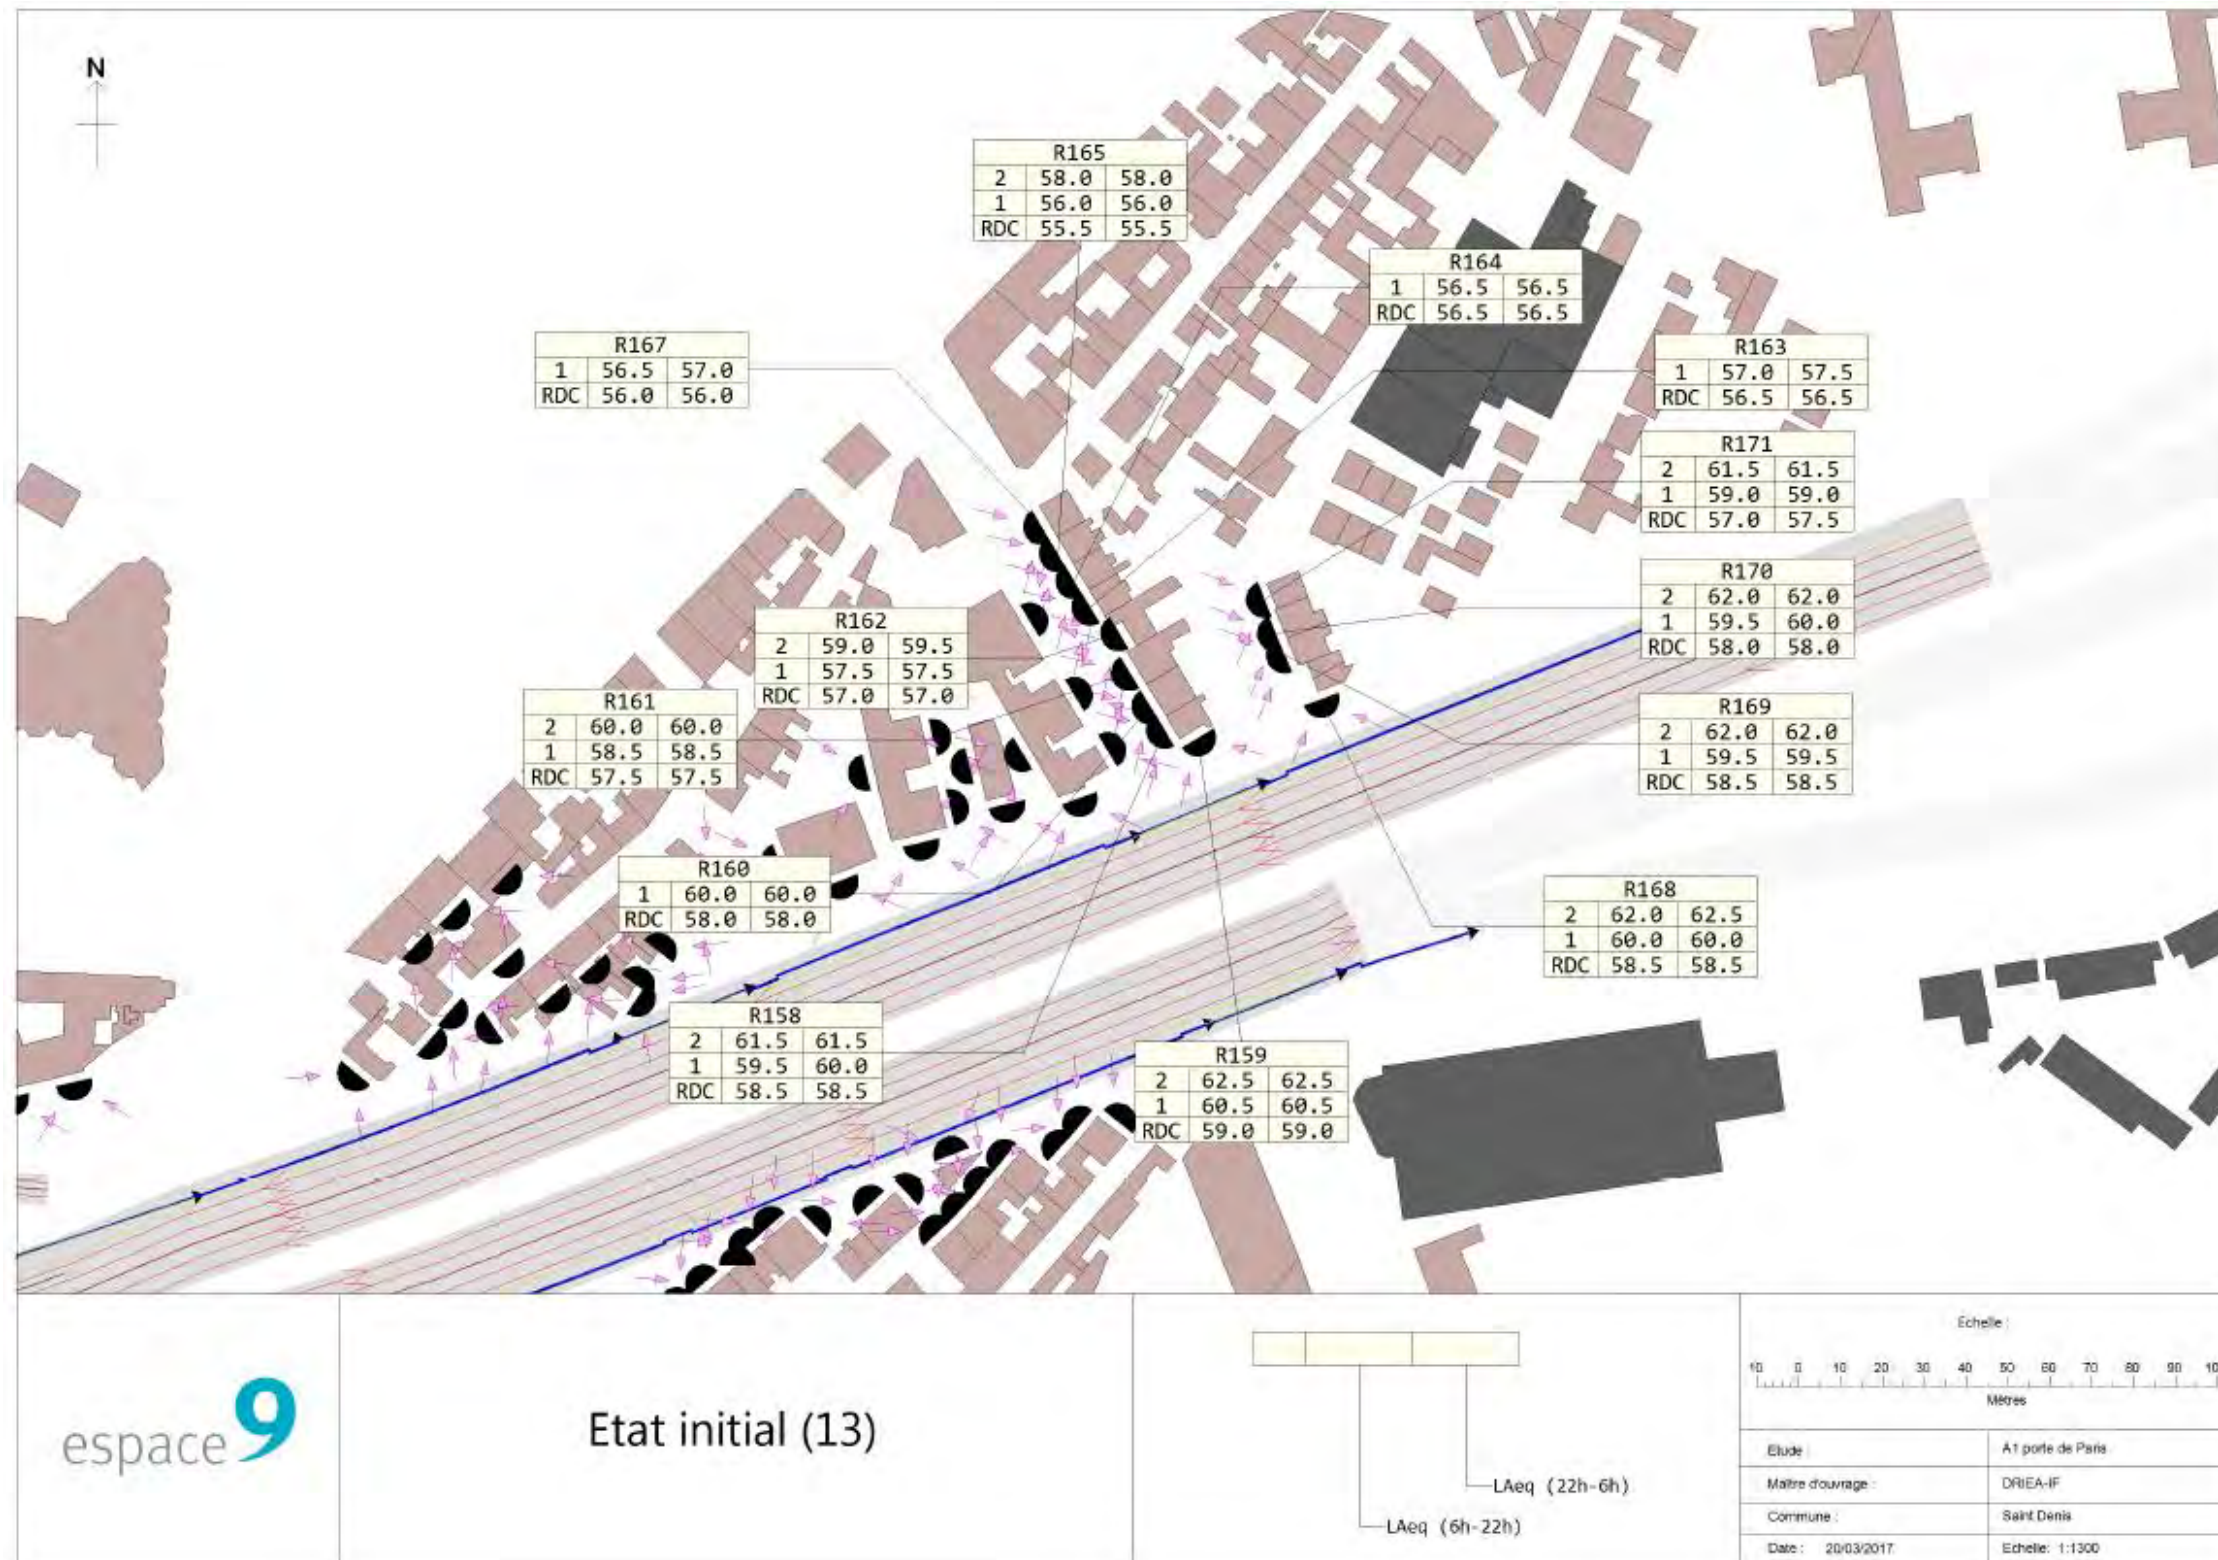 N
R165
2 58.0 58.0
1 56.0 56.0
RDC 55.5 55.5
R164
1 56.5 56.5
RDC 56.5 56.5
R167
1 56.5 57.0
RDC 56.0 56.0
R163
1 57.0 57.5
RDC 56.5 56.5
R171
2 61.5 61.5
1 59.0 59.0
RDC 57.0 57.5
R170
2 62.0 62.0
1 59.5 60.0
RDC 58.0 58.0
R162
2 59.0 59.5
1 57.5 57.5
RDC 57.0 57.0
R161
2 60.0 60.0
1 58.5 58.5
RDC 57.5 57.5
R169
2 62.0 62.0
1 59.5 59.5
RDC 58.5 58.5
R160
1 60.0 60.0
RDC 58.0 58.0
R168
2 62.0 62.5
1 60.0 60.0
RDC 58.5 58.5
R158
2 61.5 61.5
1 59.5 60.0
RDC 58.5 58.5
R159
2 62.5 62.5
1 60.5 60.5
RDC 59.0 59.0
espace 9
Etat initial (13)
LAeq (22h-6h)
LAeq (6h-22h)
Echelle :
10 0 10 20 30 40 50 60 70 80 90 10
Mètres
Etude : A1 porte de Paris
Maître d'ouvrage : DRIEA-IF
Commune : Saint Denis
Date : 20/03/2017 Echelle: 1:1300